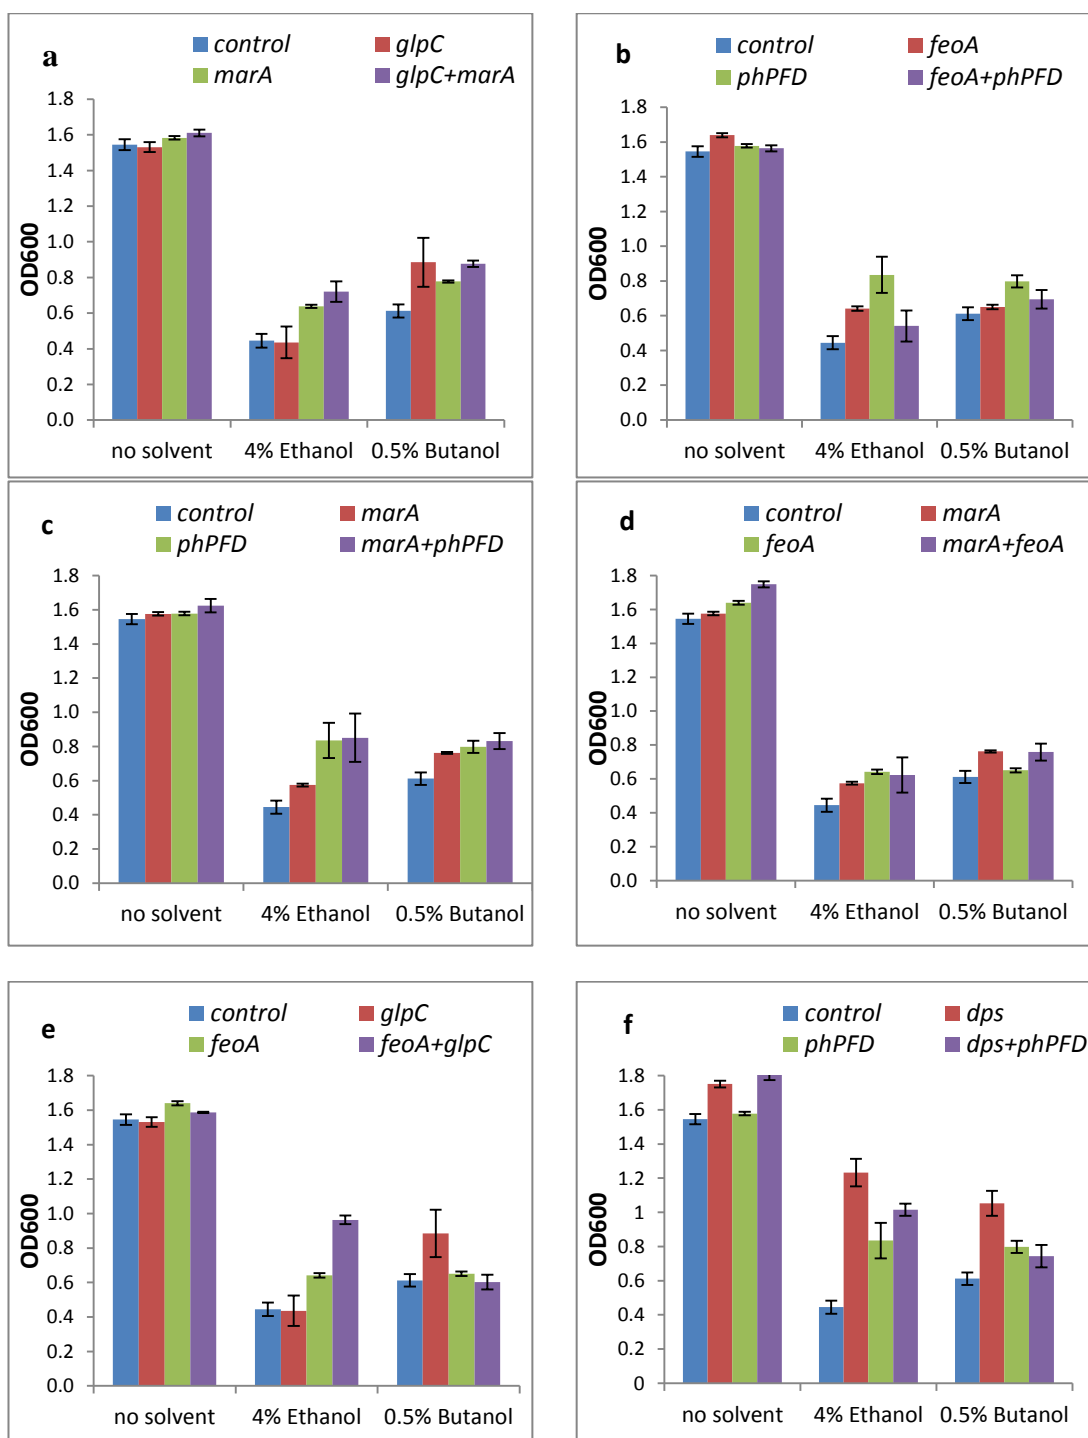 a
control glpC
marA glpC+marA
1.8
1.6
1.4
1.2
1.0
0.8
0.6
0.4
0.2
0.0
OD600
no solvent 4% Ethanol 0.5% Butanol
b
control feoA
phPFD feoA+phPFD
1.8
1.6
1.4
1.2
1.0
0.8
0.6
0.4
0.2
0.0
OD600
no solvent 4% Ethanol 0.5% Butanol
c
control marA
phPFD marA+phPFD
1.8
1.6
1.4
1.2
1.0
0.8
0.6
0.4
0.2
0.0
OD600
no solvent 4% Ethanol 0.5% Butanol
d
control marA
feoA marA+feoA
1.8
1.6
1.4
1.2
1.0
0.8
0.6
0.4
0.2
0.0
OD600
no solvent 4% Ethanol 0.5% Butanol
e
control glpC
feoA feoA+glpC
1.8
1.6
1.4
1.2
1.0
0.8
0.6
0.4
0.2
0.0
OD600
no solvent 4% Ethanol 0.5% Butanol
f
control dps
phPFD dps+phPFD
1.8
1.6
1.4
1.2
1
0.8
0.6
0.4
0.2
0
OD600
no solvent 4% Ethanol 0.5% Butanol